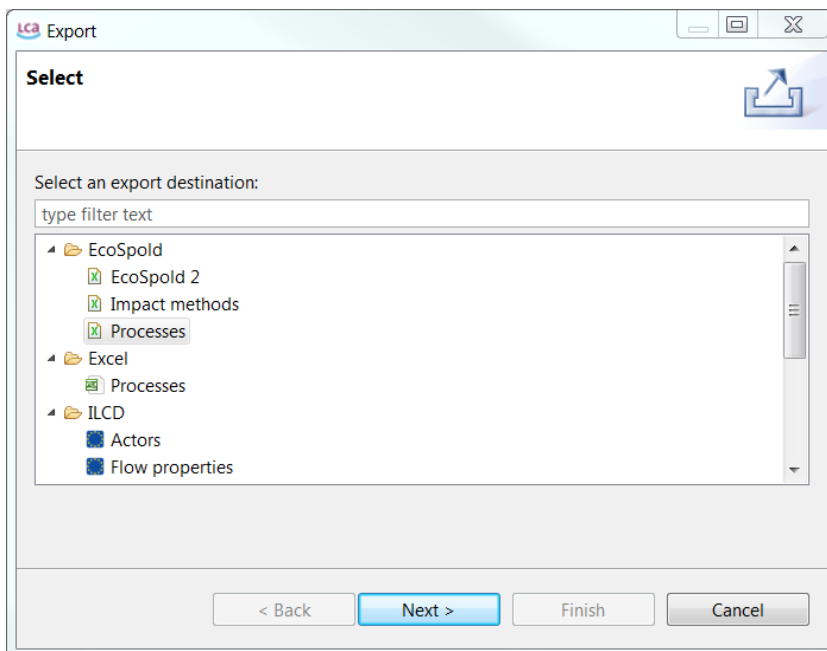 LCA Export
Select
Select an export destination:
type filter text
EcoSpold
EcoSpold 2
Impact methods
Processes
Excel
Processes
ILCD
Actors
Flow properties
< Back Next > Finish Cancel